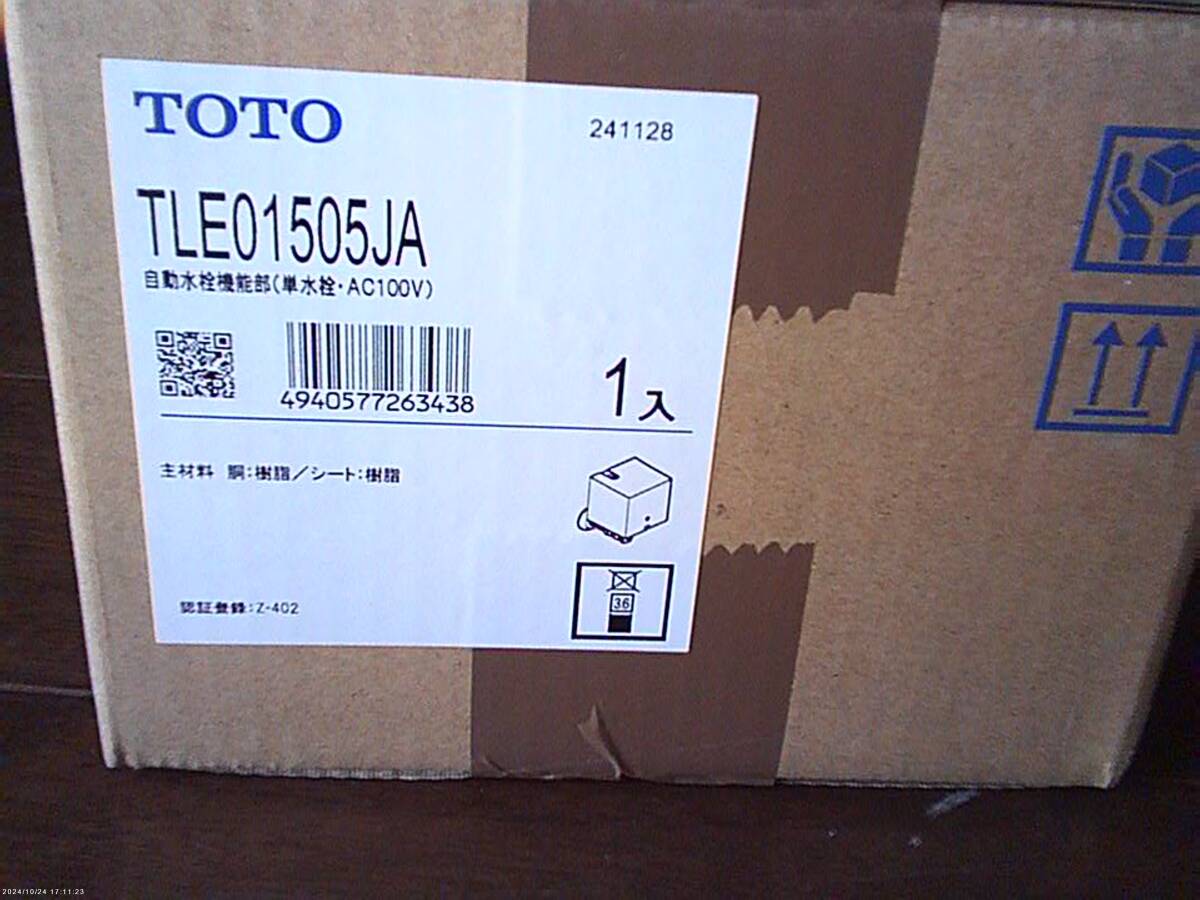 TOTO
241128
TLE01505JA
自動水栓機能部(単水栓・AC100V)
4940577263438
1入
主材料 胴:樹脂/シート:樹脂
36
認証登録:Z-402
2024/10/24 17:11:23